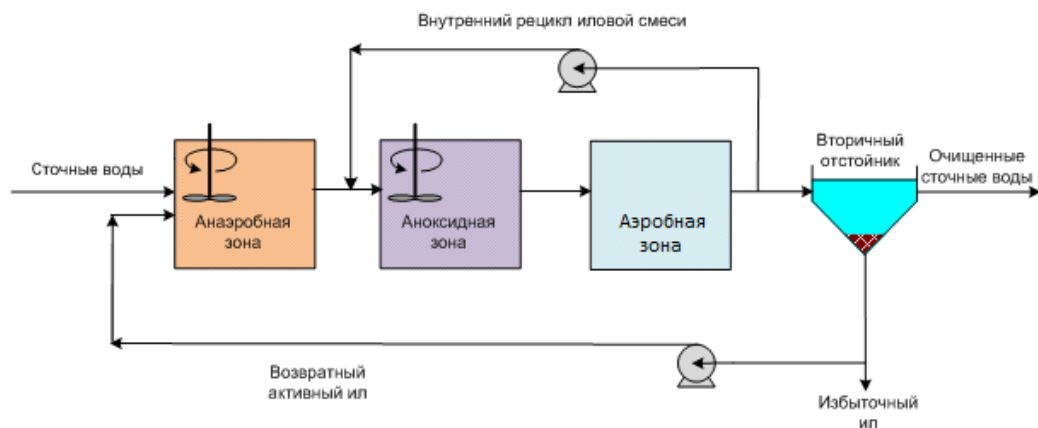 Внутренний рецикл иловой смеси
Сточные воды
Анаэробная
зона
Аноксидная
зона
Аэробная
зона
Вторичный
отстойник
Очищенные
сточные воды
Возвратный
активный ил
Избыточный
ил